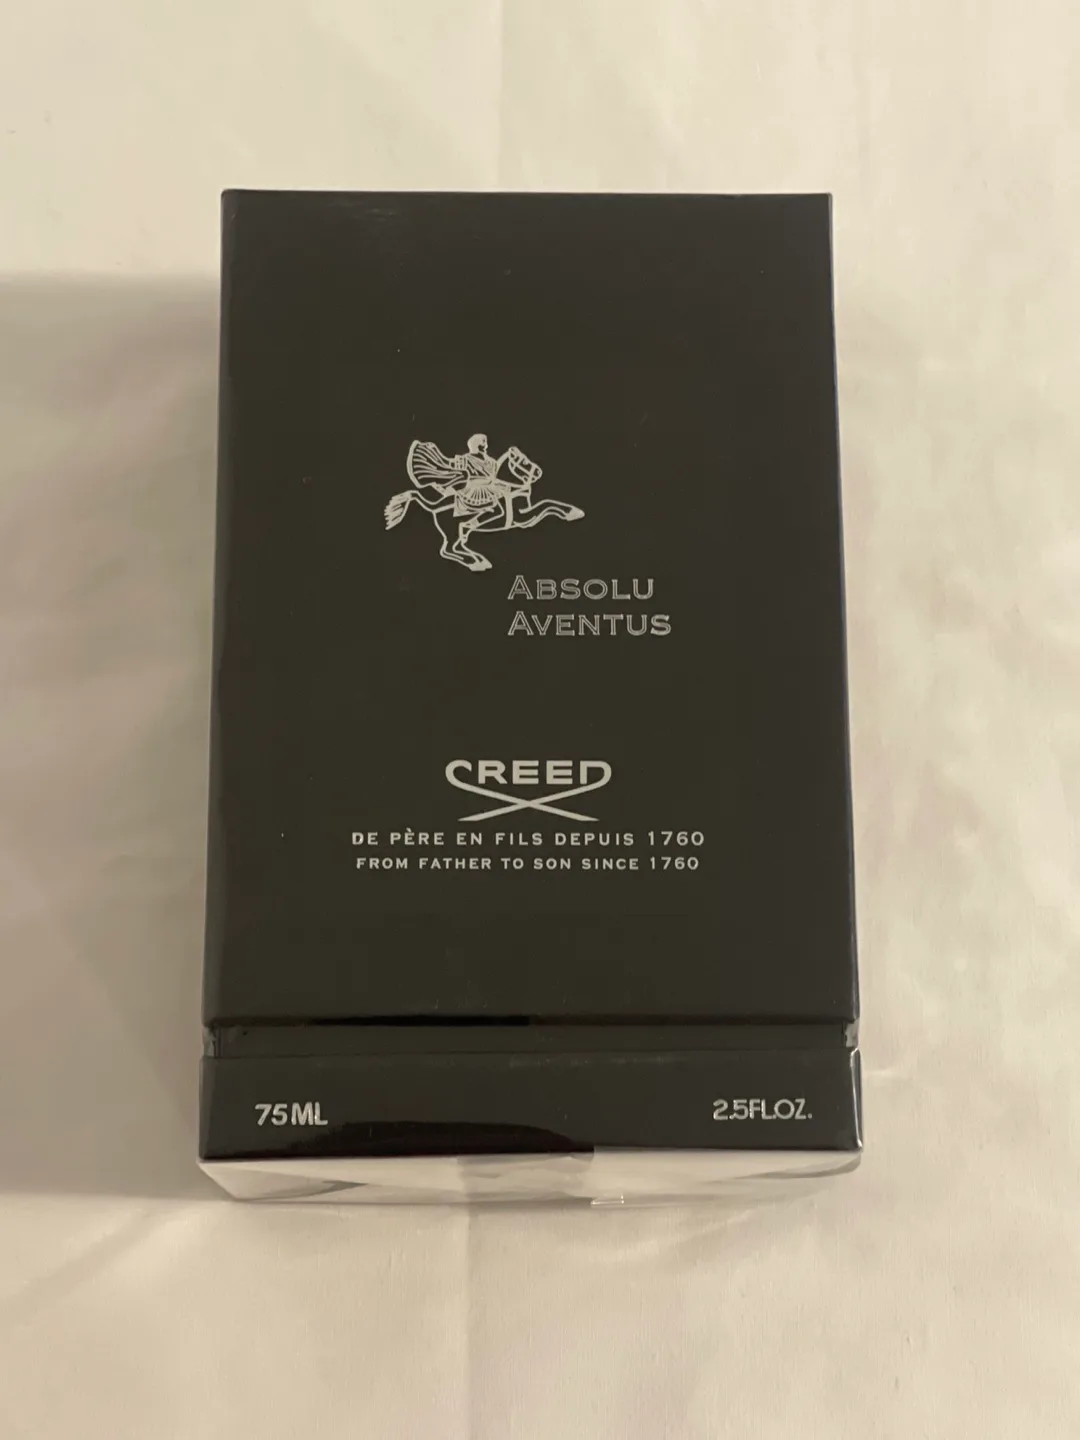 ABSOLU
AVENTUS
CREED
DE PÈRE EN FILS DEPUIS 1760
FROM FATHER TO SON SINCE 1760
75ML 2.5FLOZ.